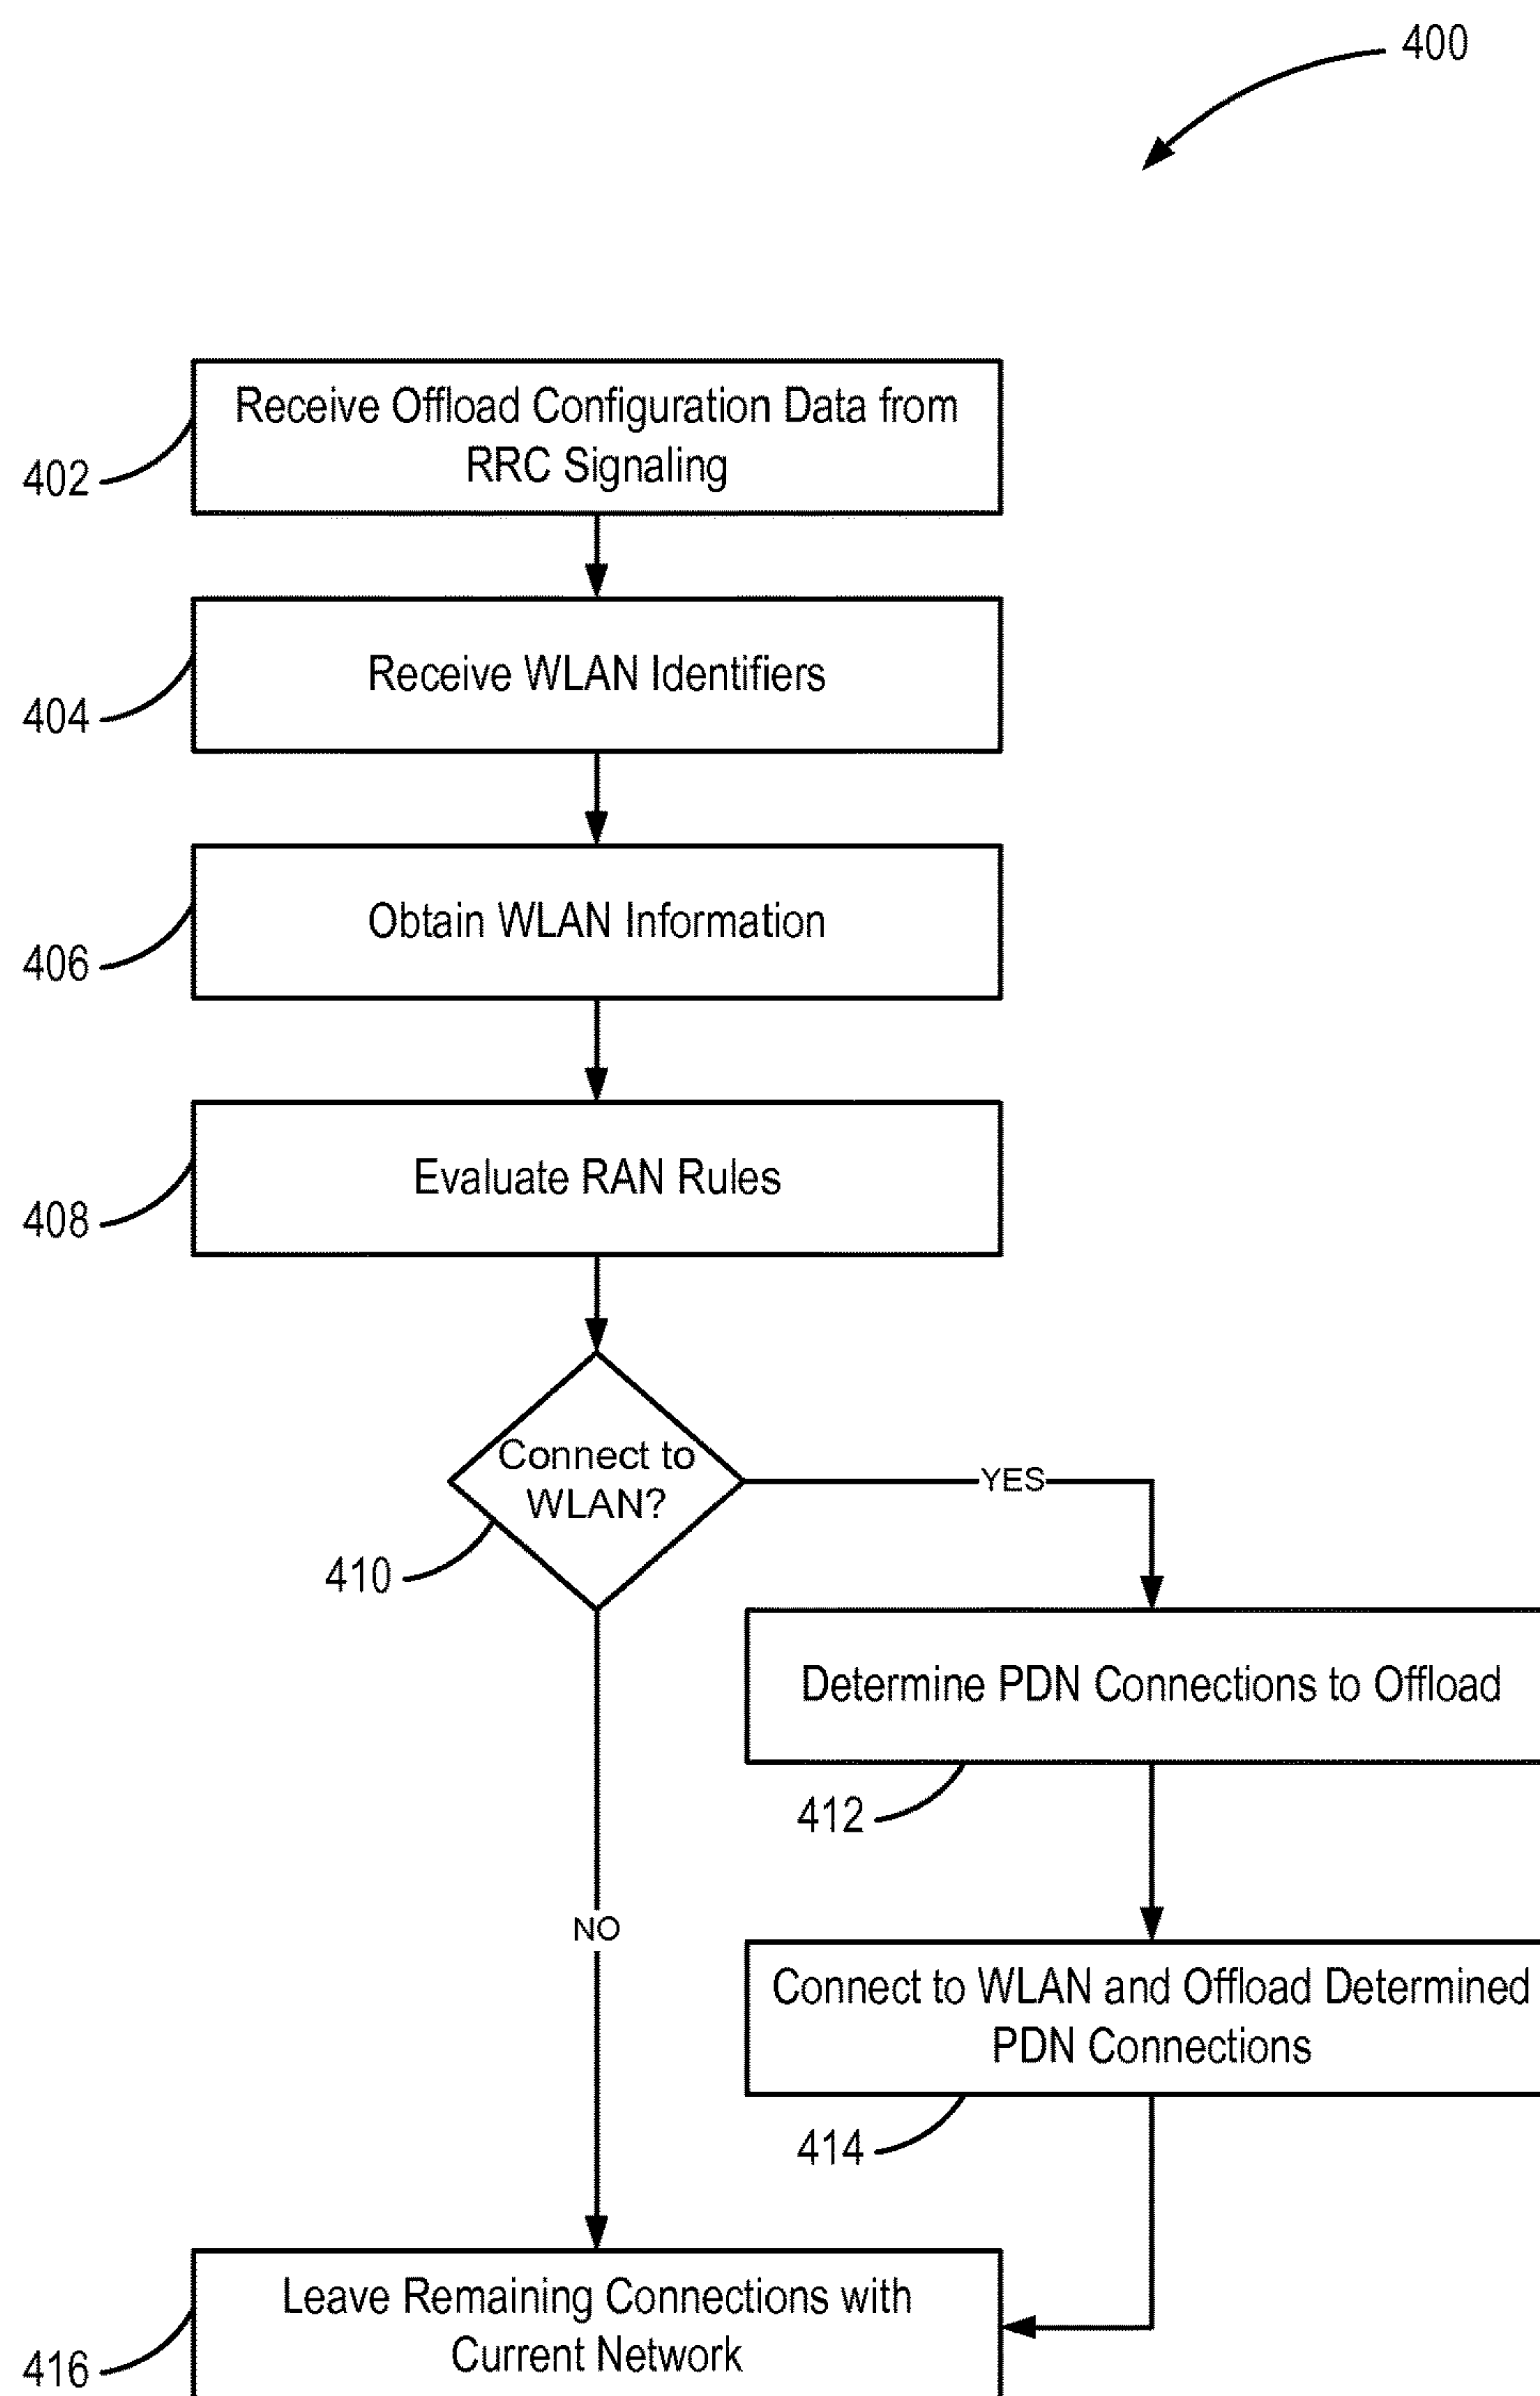 400
Receive Offload Configuration Data from
RRC Signaling
402
Receive WLAN Identifiers
404
Obtain WLAN Information
406
Evaluate RAN Rules
408
Connect to
WLAN?
YES
410
Determine PDN Connections to Offload
412
NO
Connect to WLAN and Offload Determined
PDN Connections
414
Leave Remaining Connections with
Current Network
416